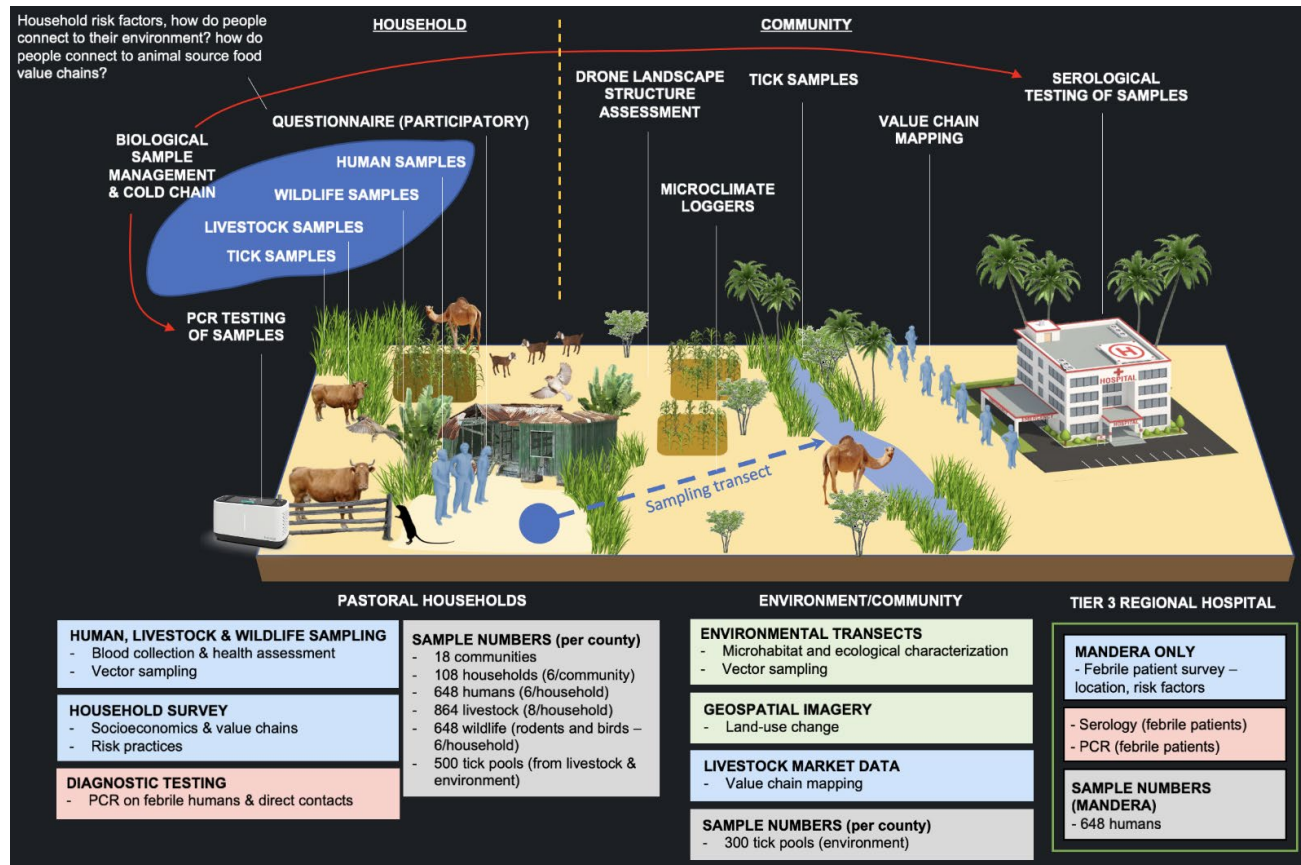 Household risk factors, how do people
connect to their environment? how do
people connect to animal source food
value chains?
HOUSEHOLD
COMMUNITY
BIOLOGICAL
SAMPLE
MANAGEMENT
& COLD CHAIN
QUESTIONNAIRE (PARTICIPATORY)
HUMAN SAMPLES
WILDLIFE SAMPLES
LIVESTOCK SAMPLES
TICK SAMPLES
PCR TESTING
OF SAMPLES
DRONE LANDSCAPE
STRUCTURE
ASSESSMENT
MICROCLIMATE
LOGGERS
TICK SAMPLES
VALUE CHAIN
MAPPING
SEROLOGICAL
TESTING OF SAMPLES
Sampling transect
H
HOSPITAL
EMERGENCY
HOSPITAL
PASTORAL HOUSEHOLDS
HUMAN, LIVESTOCK & WILDLIFE SAMPLING
- Blood collection & health assessment
- Vector sampling
HOUSEHOLD SURVEY
- Socioeconomics & value chains
- Risk practices
DIAGNOSTIC TESTING
- PCR on febrile humans & direct contacts
SAMPLE NUMBERS (per county)
- 18 communities
- 108 households (6/community)
- 648 humans (6/household)
- 864 livestock (8/household)
- 648 wildlife (rodents and birds –
6/household)
- 500 tick pools (from livestock &
environment)
ENVIRONMENT/COMMUNITY
ENVIRONMENTAL TRANSECTS
- Microhabitat and ecological characterization
- Vector sampling
GEOSPATIAL IMAGERY
- Land-use change
LIVESTOCK MARKET DATA
- Value chain mapping
SAMPLE NUMBERS (per county)
- 300 tick pools (environment)
TIER 3 REGIONAL HOSPITAL
MANDERA ONLY
- Febrile patient survey –
location, risk factors
- Serology (febrile patients)
- PCR (febrile patients)
SAMPLE NUMBERS
(MANDERA)
- 648 humans